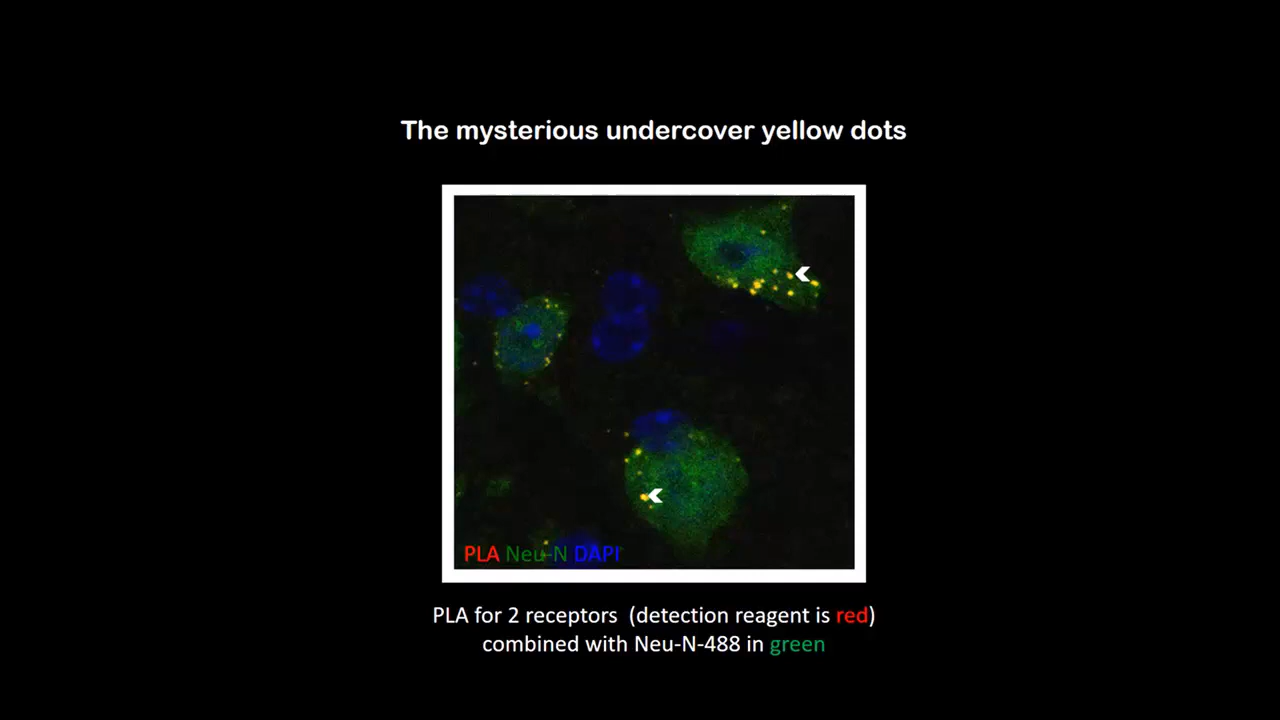 The mysterious undercover yellow dots
PLA Neu-N DAPI
PLA for 2 receptors (detection reagent is red)
combined with Neu-N-488 in green